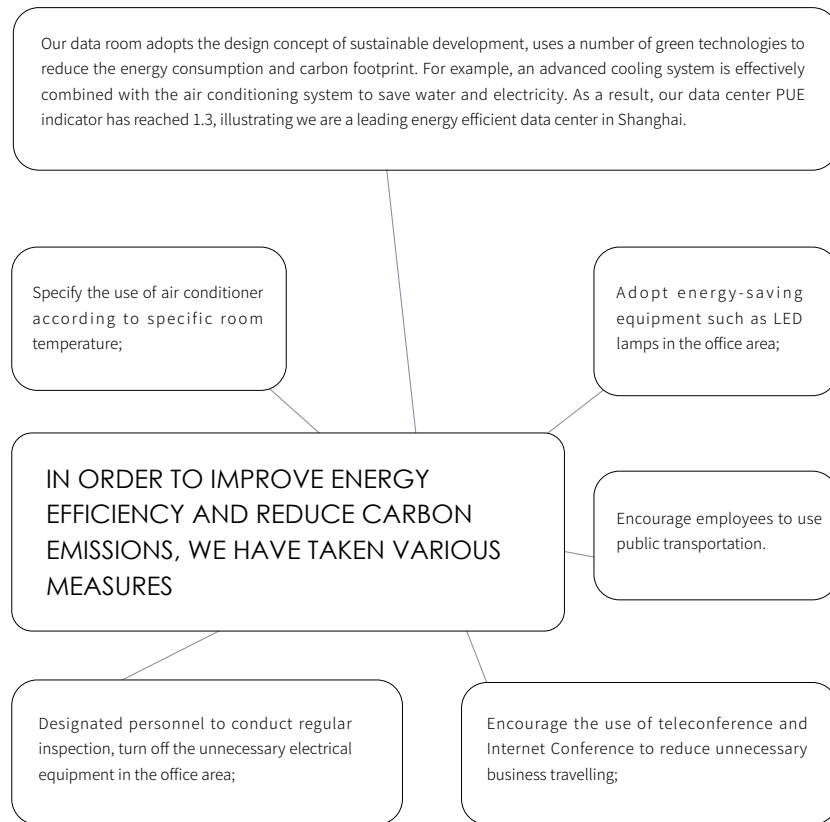 Our data room adopts the design concept of sustainable development, uses a number of green technologies to
reduce the energy consumption and carbon footprint. For example, an advanced cooling system is effectively
combined with the air conditioning system to save water and electricity. As a result, our data center PUE
indicator has reached 1.3, illustrating we are a leading energy efficient data center in Shanghai.
Specify the use of air conditioner
according to specific room
temperature;
Adopt energy-saving
equipment such as LED
lamps in the office area;
IN ORDER TO IMPROVE ENERGY
EFFICIENCY AND REDUCE CARBON
EMISSIONS, WE HAVE TAKEN VARIOUS
MEASURES
Encourage employees to use
public transportation.
Designated personnel to conduct regular
inspection, turn off the unnecessary electrical
equipment in the office area;
Encourage the use of teleconference and
Internet Conference to reduce unnecessary
business travelling;